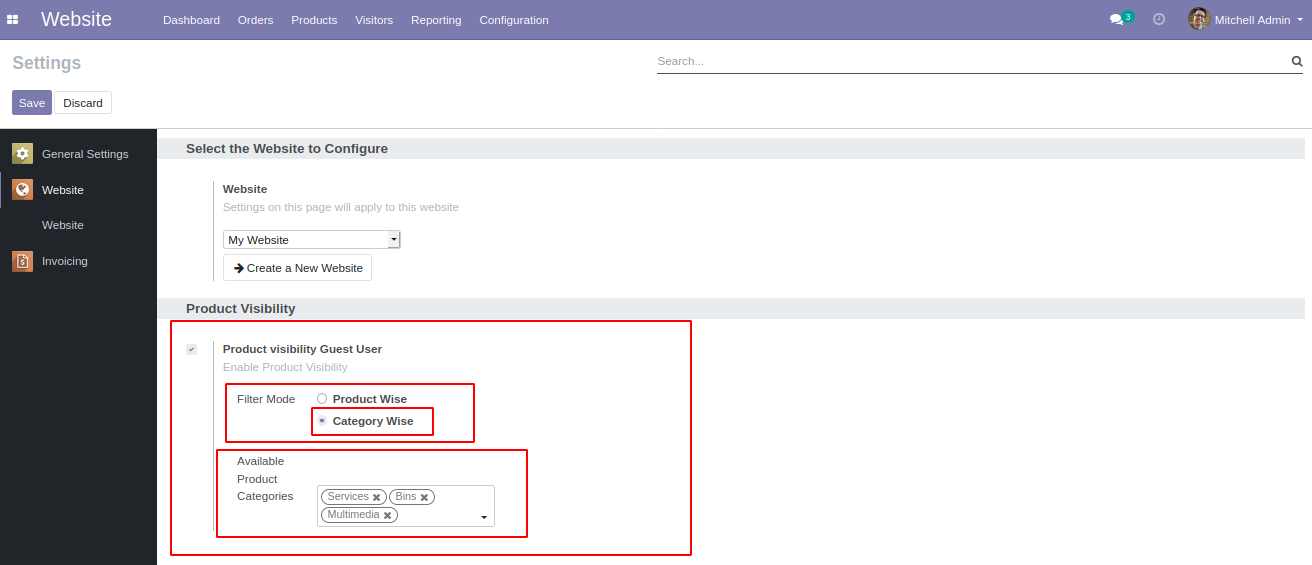 Website Dashboard Orders Products Visitors Reporting Configuration 3 Mitchell Admin
Settings
Search...
Save Discard
General Settings
Website
Website
Invoicing
Select the Website to Configure
Website
Settings on this page will apply to this website
My Website
Create a New Website
Product Visibility
Product visibility Guest User
Enable Product Visibility
Filter Mode Product Wise
Category Wise
Available
Product
Categories Services Bins
Multimedia